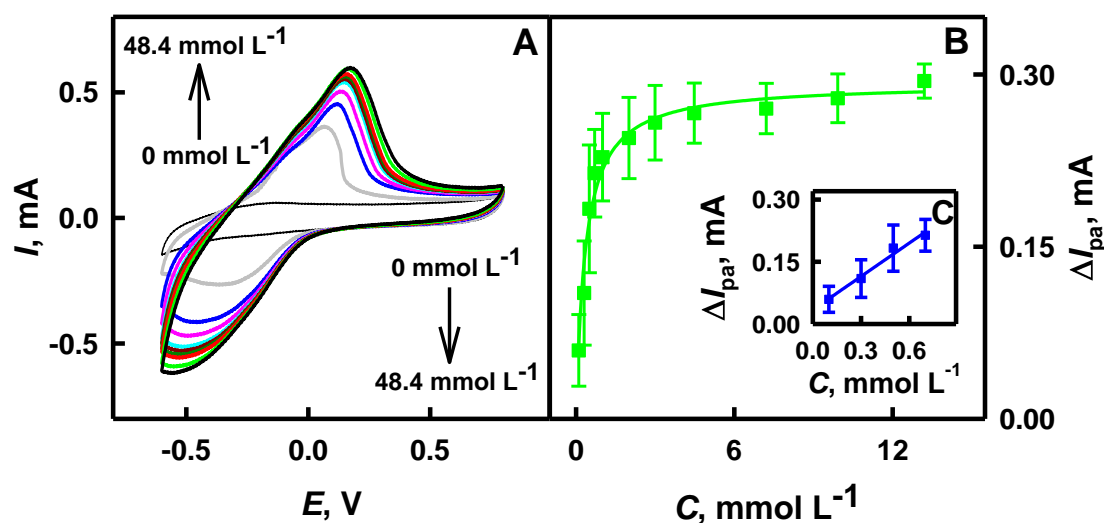 A
48.4 mmol L⁻¹
0 mmol L⁻¹
0 mmol L⁻¹
48.4 mmol L⁻¹
0.5
0.0
-0.5
I, mA
-0.5
0.0
0.5
E, V
B
0.30
0.15
0.00
ΔIpa, mA
0
6
12
C, mmol L⁻¹
C
0.30
0.15
0.00
ΔIpa, mA
0.0
0.3
0.6
C, mmol L⁻¹